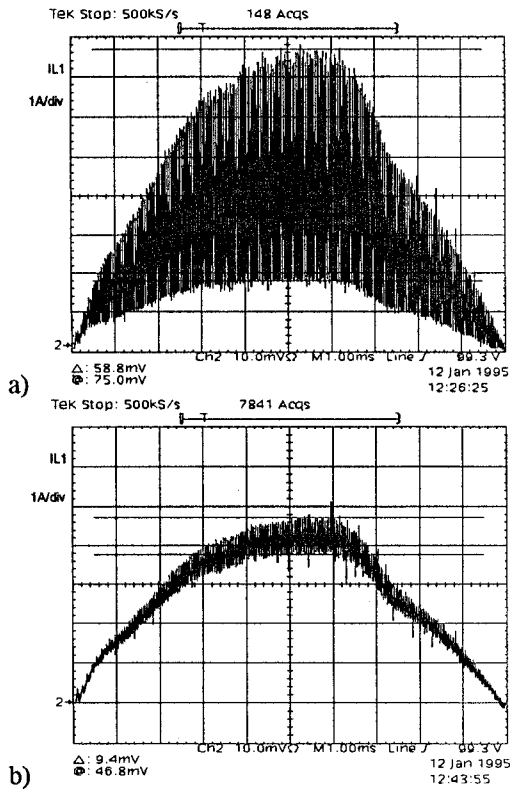 Tek Stop: 500kS/s 148 Acqs
T
IL1
1A/div
2→
Ch2 10.0mVΩ M1.00ms Line ∫ 99.3 V
Δ: 58.8mV
@: 75.0mV
12 Jan 1995
12:26:25
a)
Tek Stop: 500kS/s 7841 Acqs
T
IL1
1A/div
2→
Ch2 10.0mVΩ M1.00ms Line ∫ 99.3 V
Δ: 9.4mV
@: 46.8mV
12 Jan 1995
12:43:55
b)